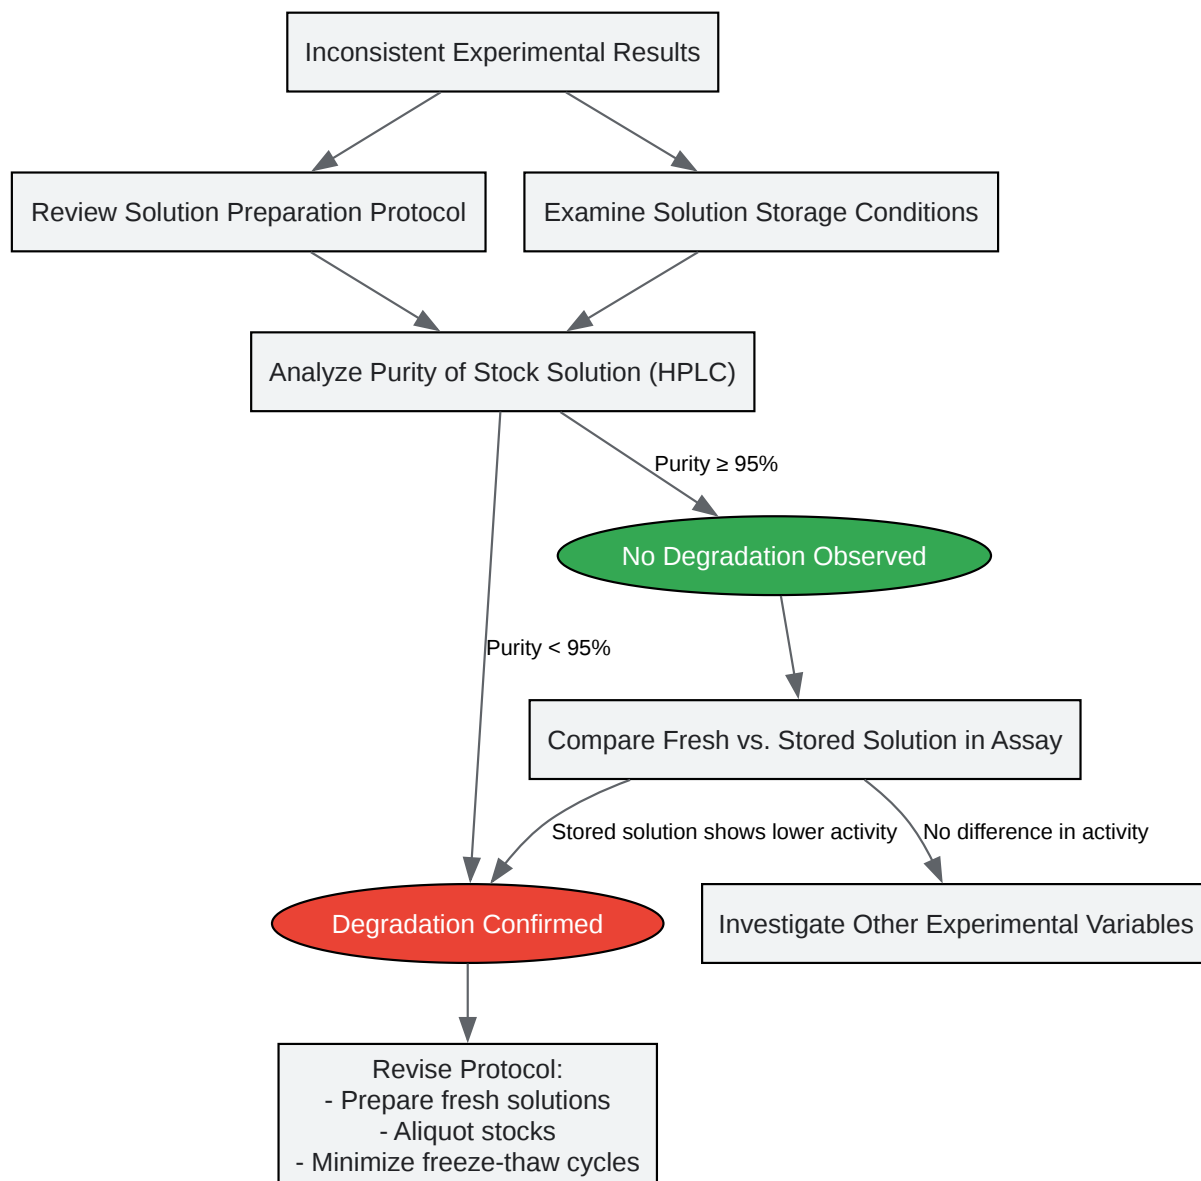 Inconsistent Experimental Results
Review Solution Preparation Protocol
Examine Solution Storage Conditions
Analyze Purity of Stock Solution (HPLC)
Purity ≥ 95%
No Degradation Observed
Purity < 95%
Compare Fresh vs. Stored Solution in Assay
Stored solution shows lower activity
No difference in activity
Degradation Confirmed
Investigate Other Experimental Variables
Revise Protocol:
- Prepare fresh solutions
- Aliquot stocks
- Minimize freeze-thaw cycles